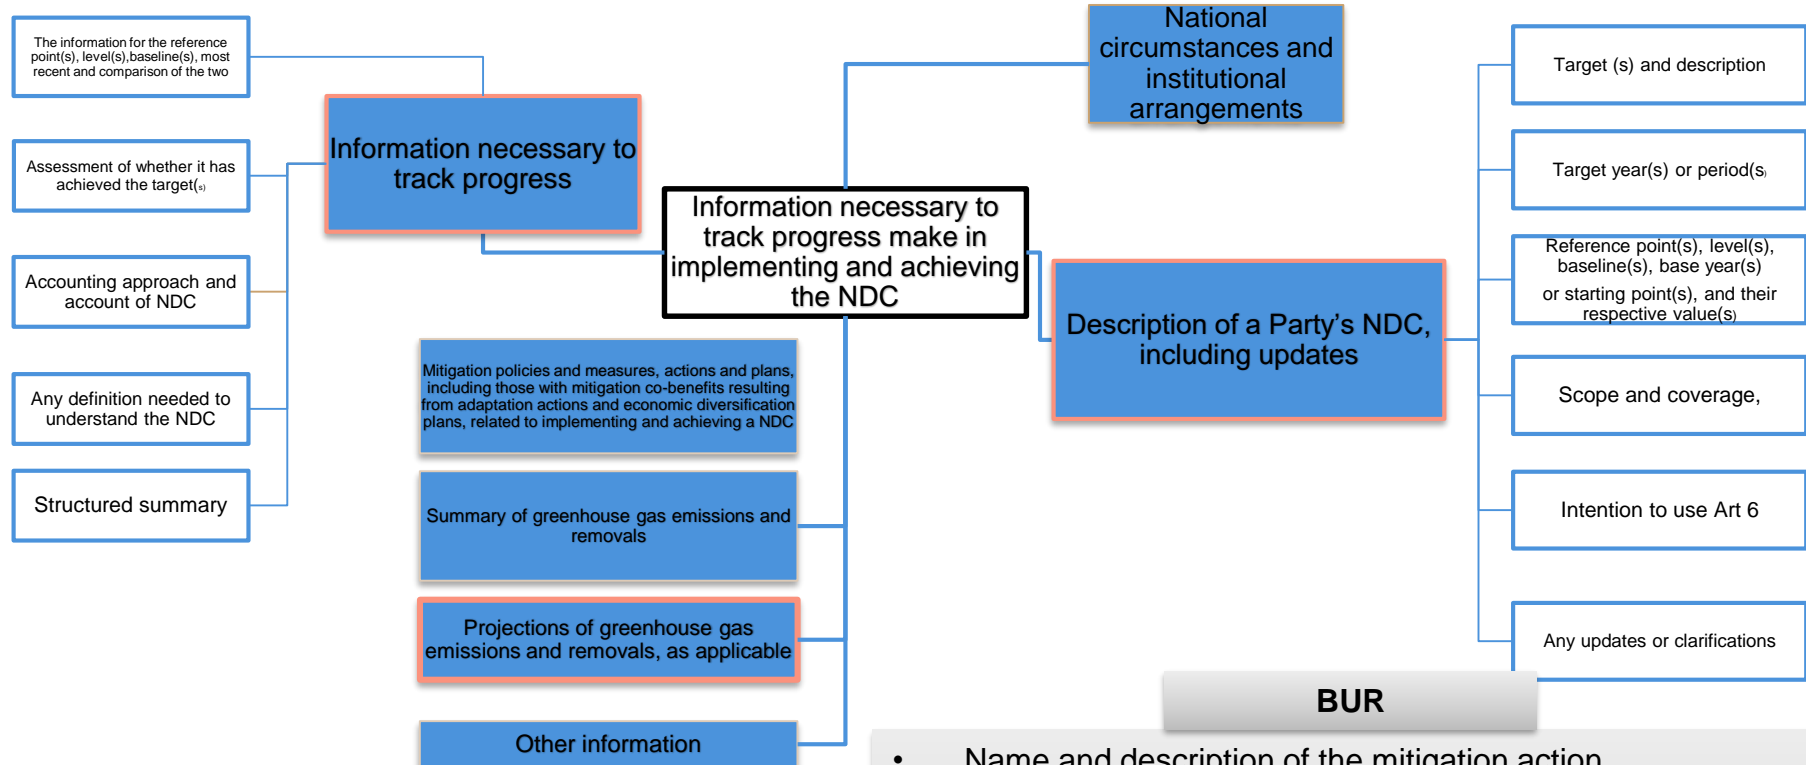 The information for the reference
point(s), level(s),baseline(s), most
recent and comparison of the two
Assessment of whether it has
achieved the target(s)
Accounting approach and
account of NDC
Any definition needed to
understand the NDC
Structured summary
Information necessary to
track progress
National
circumstances and
institutional
arrangements
Information necessary to
track progress make in
implementing and achieving
the NDC
Mitigation policies and measures, actions and plans,
including those with mitigation co-benefits resulting
from adaptation actions and economic diversification
plans, related to implementing and achieving a NDC
Summary of greenhouse gas emissions and
removals
Projections of greenhouse gas
emissions and removals, as applicable
Other information
Description of a Party’s NDC,
including updates
Target (s) and description
Target year(s) or period(s)
Reference point(s), level(s),
baseline(s), base year(s)
or starting point(s), and their
respective value(s)
Scope and coverage,
Intention to use Art 6
Any updates or clarifications
BUR
• Name and description of the mitigation action